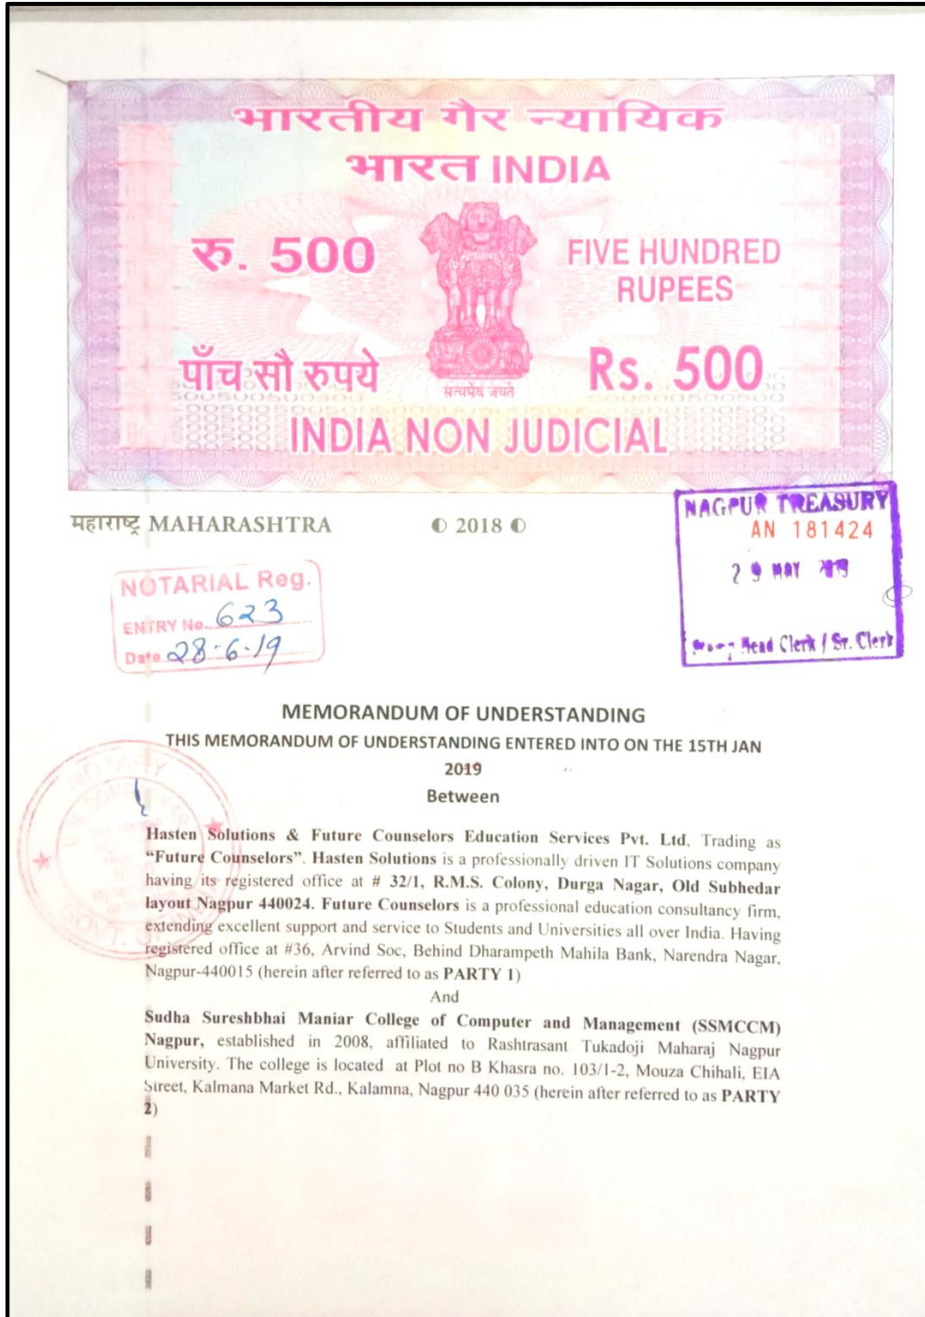 भारतीय गैर न्यायिक
भारत INDIA
रु. 500
FIVE HUNDRED
RUPEES
पाँच सौ रुपये
सत्यमेव जयते
Rs. 500
INDIA NON JUDICIAL
महाराष्ट्र MAHARASHTRA
2018
NAGPUR TREASURY
AN 181424
29 MAY 2019
Head Clerk / Sr. Clerk
NOTARIAL Reg.
ENTRY No. 623
Date 28-6-19
MEMORANDUM OF UNDERSTANDING
THIS MEMORANDUM OF UNDERSTANDING ENTERED INTO ON THE 15TH JAN
2019
Between
NOTARY
GOVT. OF
Hasten Solutions & Future Counselors Education Services Pvt. Ltd, Trading as
“Future Counselors”. Hasten Solutions is a professionally driven IT Solutions company
having its registered office at # 32/1, R.M.S. Colony, Durga Nagar, Old Subhedar
layout Nagpur 440024. Future Counselors is a professional education consultancy firm,
extending excellent support and service to Students and Universities all over India. Having
registered office at #36, Arvind Soc, Behind Dharampeth Mahila Bank, Narendra Nagar,
Nagpur-440015 (herein after referred to as PARTY 1)
And
Sudha Sureshbhai Maniar College of Computer and Management (SSMCCM)
Nagpur, established in 2008, affiliated to Rashtrasant Tukadoji Maharaj Nagpur
University. The college is located at Plot no B Khasra no. 103/1-2, Mouza Chihali, EIA
Street, Kalmana Market Rd., Kalamna, Nagpur 440 035 (herein after referred to as PARTY
2)